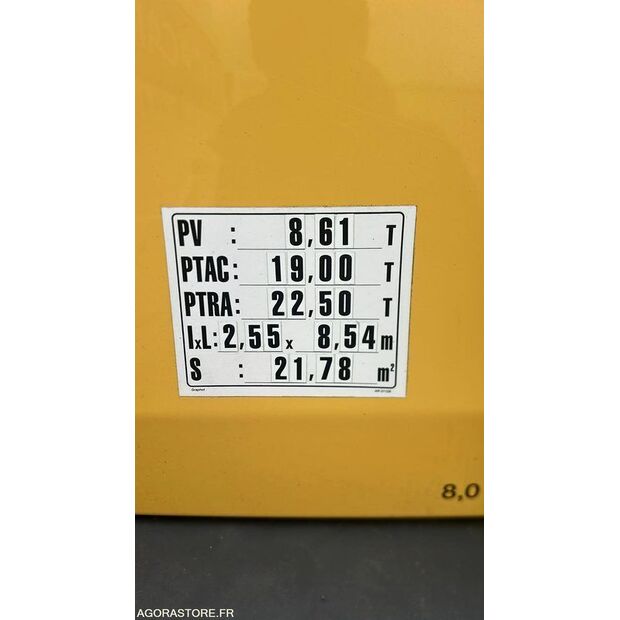 PV : 8,61 T
PTAC: 19,00 T
PTRA: 22,50 T
IxL: 2,55 x 8,54 m
S : 21,78 m²
8,0
AGORASTORE.FR